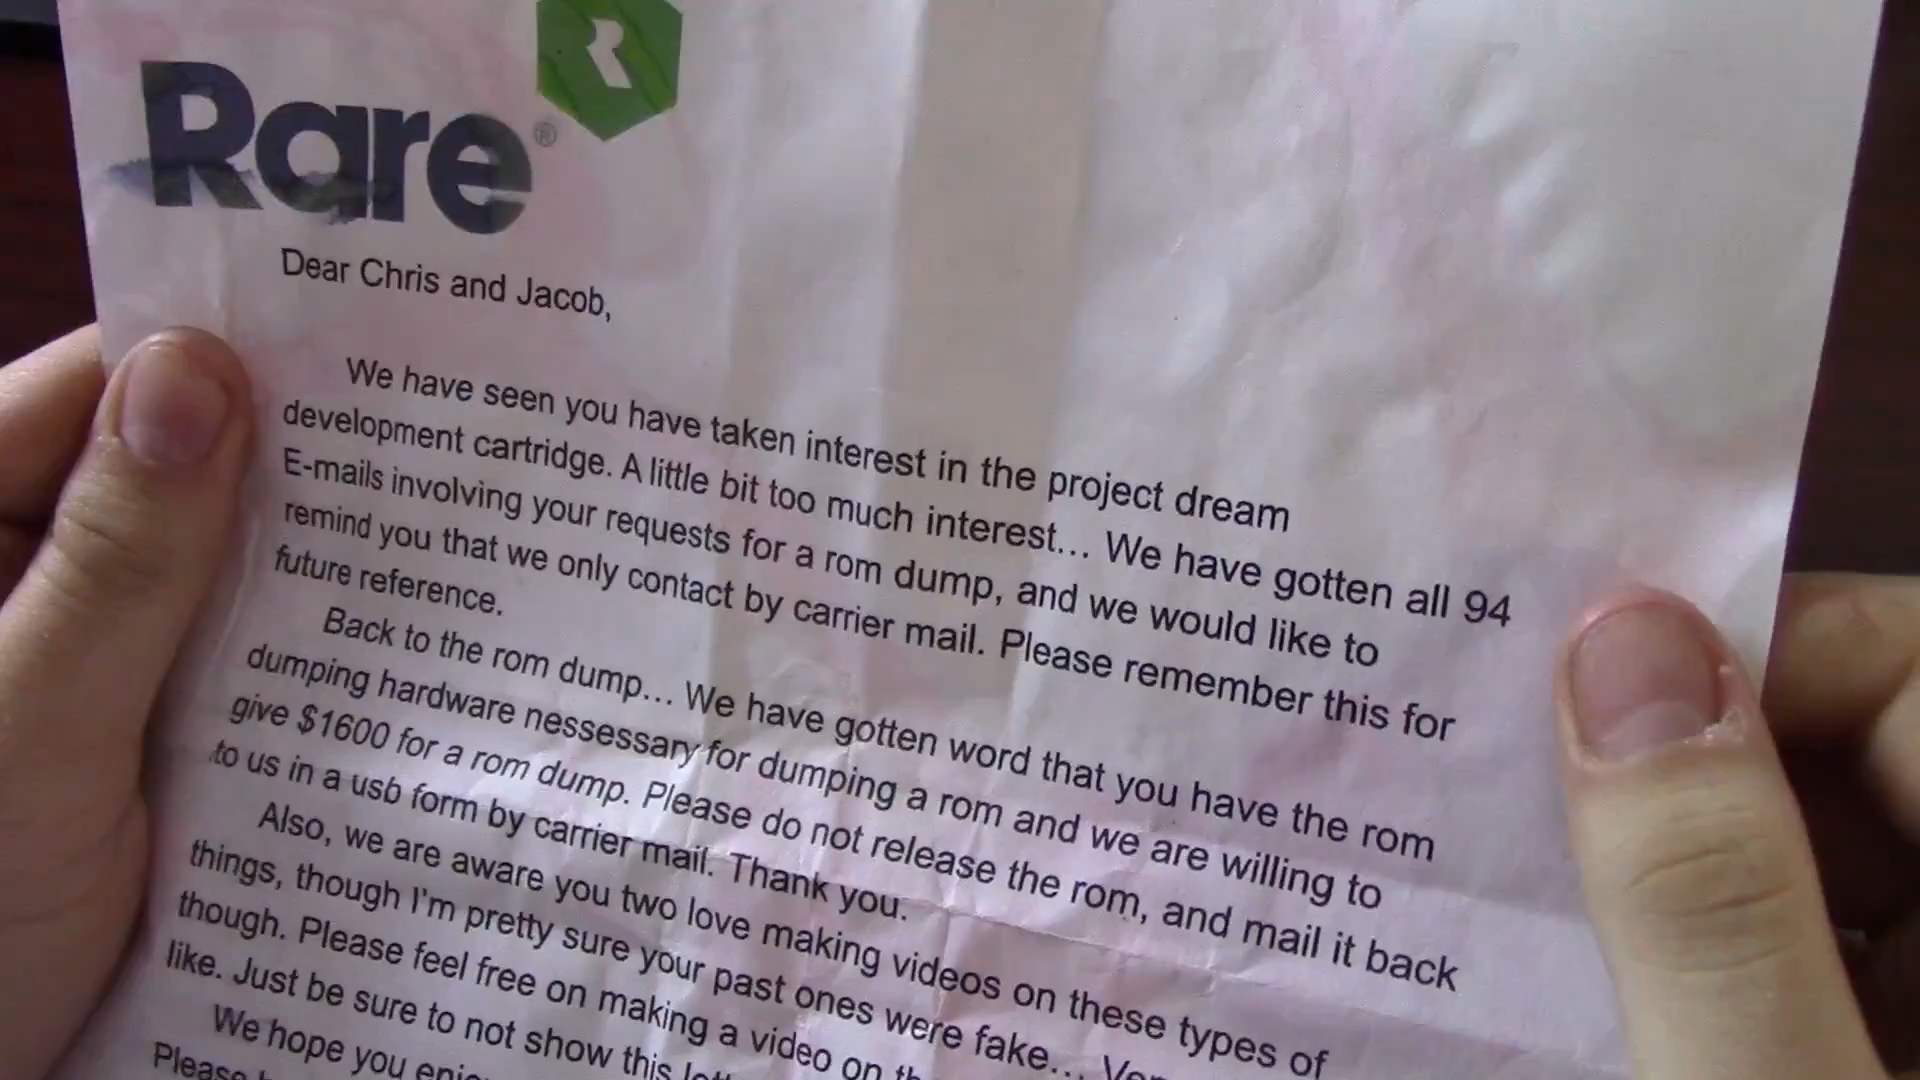 Rare®
Dear Chris and Jacob,
We have seen you have taken interest in the project dream
development cartridge. A little bit too much interest... We have gotten all 94
E-mails involving your requests for a rom dump, and we would like to
remind you that we only contact by carrier mail. Please remember this for
future reference.
Back to the rom dump... We have gotten word that you have the rom
dumping hardware nessessary for dumping a rom and we are willing to
give $1600 for a rom dump. Please do not release the rom, and mail it back
to us in a usb form by carrier mail. Thank you.
Also, we are aware you two love making videos on these types of
things, though I'm pretty sure your past ones were fake...
though. Please feel free on making a video on
like. Just be sure to not show this
We hope you
Please